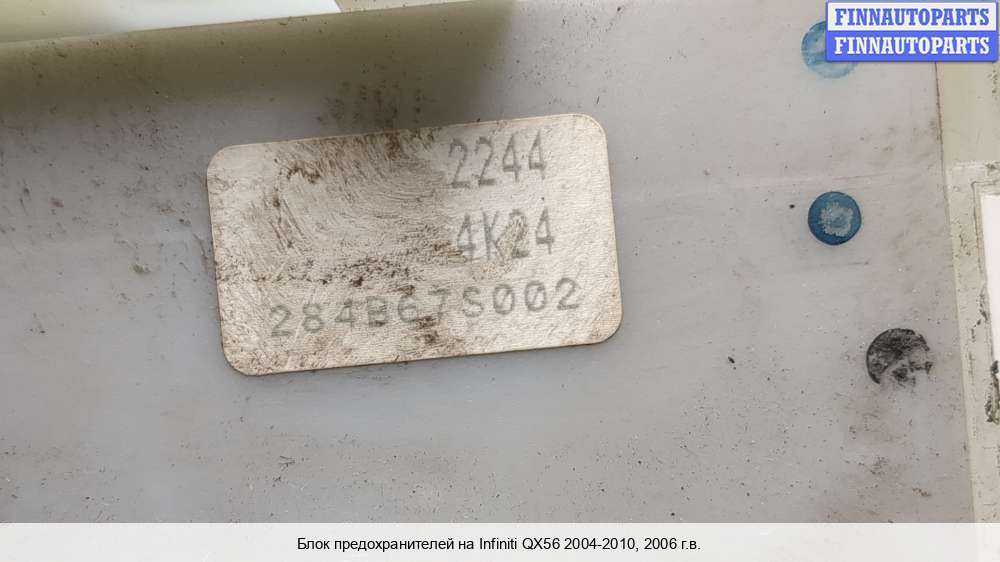 FINNAUTOPARTS
FINNAUTOPARTS
2244
4K24
284B67S002
Блок предохранителей на Infiniti QX56 2004-2010, 2006 г.в.